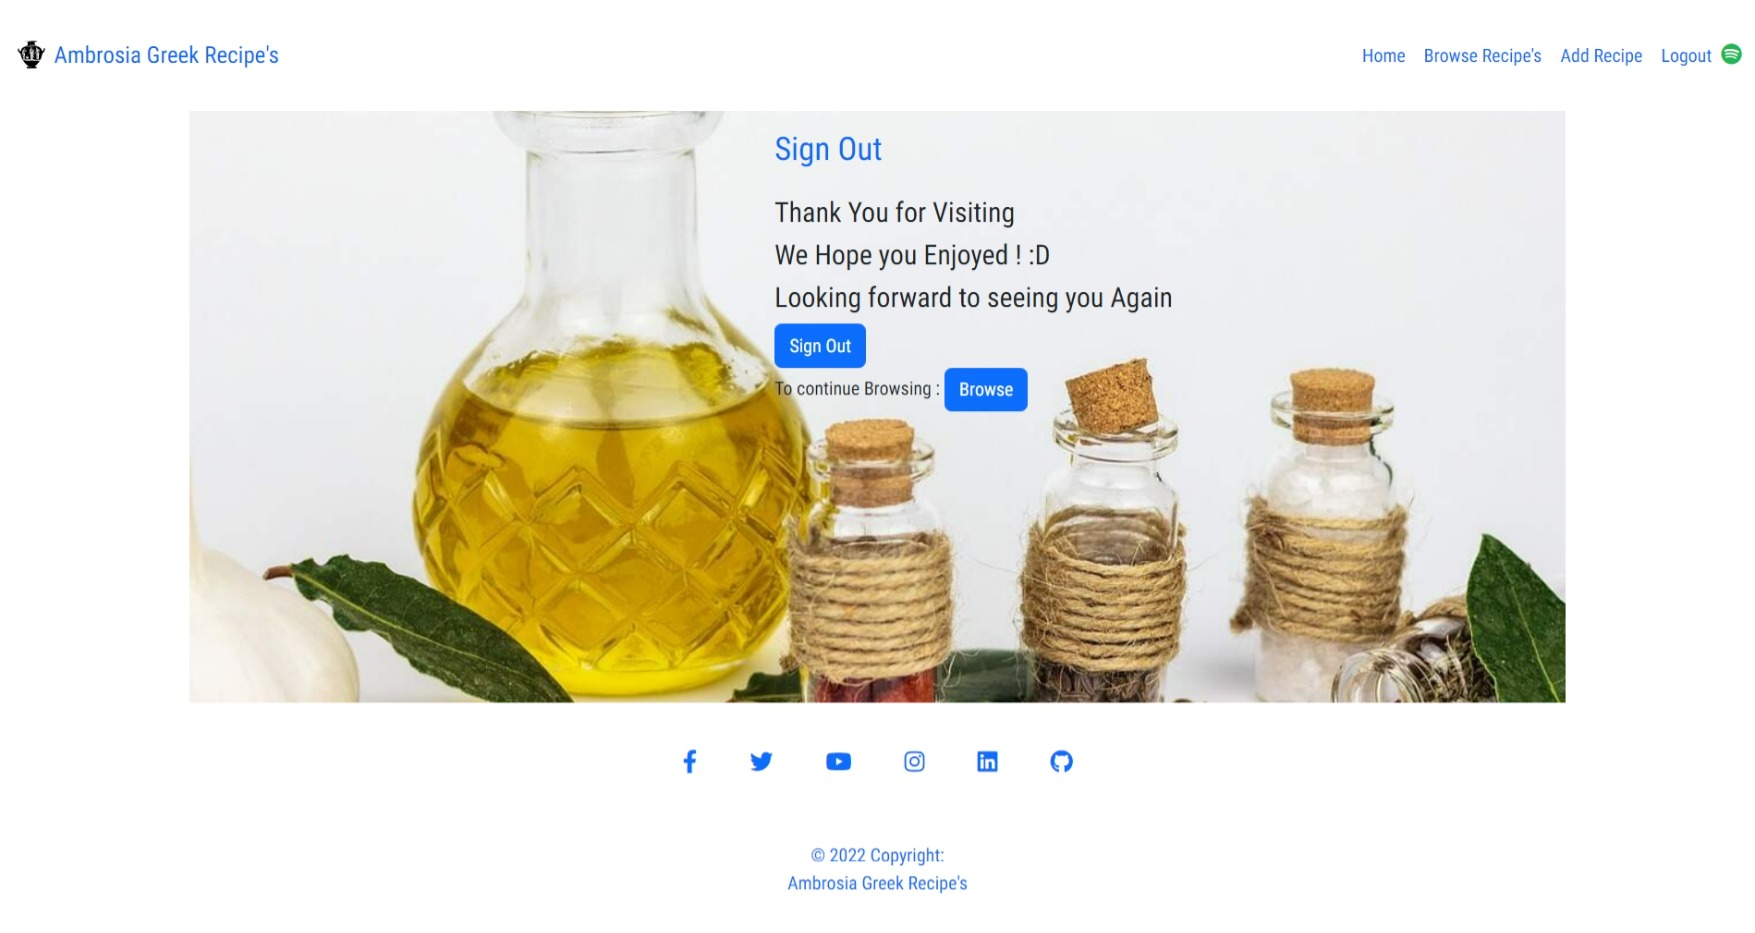 Ambrosia Greek Recipe's
Home Browse Recipe's Add Recipe Logout
Sign Out
Thank You for Visiting
We Hope you Enjoyed ! :D
Looking forward to seeing you Again
Sign Out
To continue Browsing : Browse
© 2022 Copyright:
Ambrosia Greek Recipe's